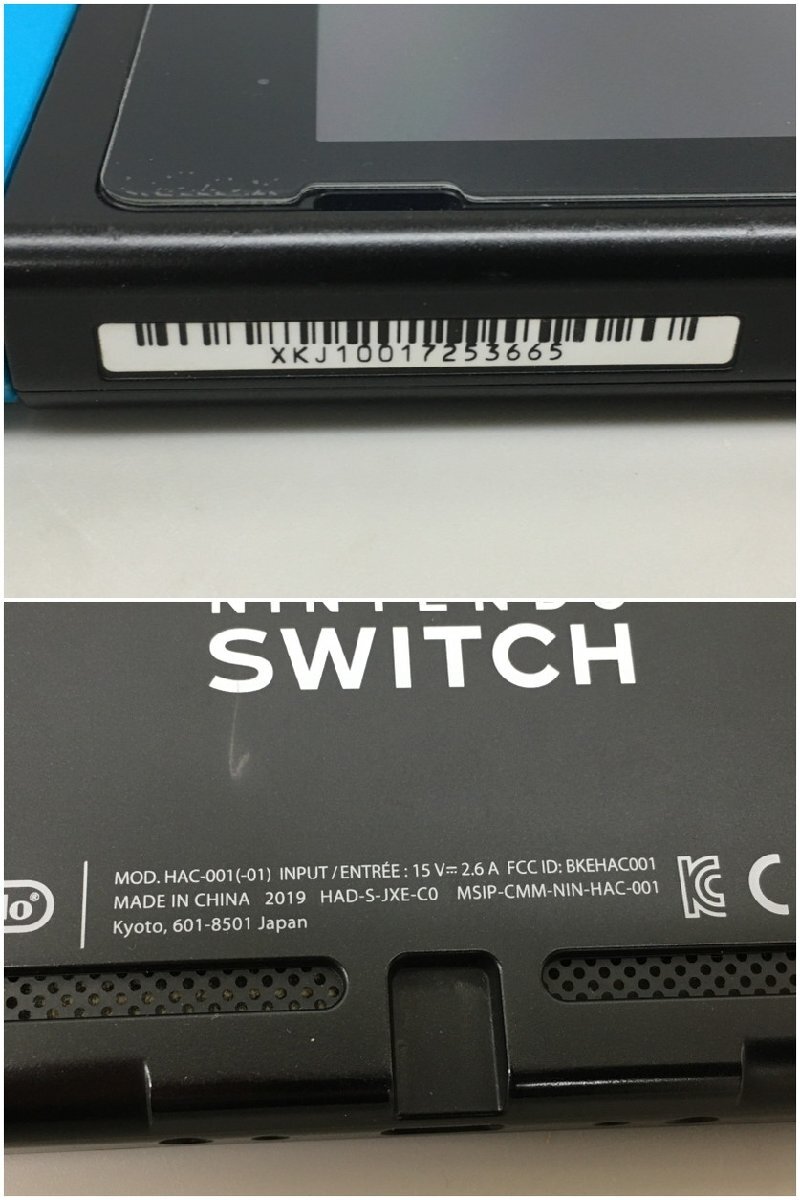 XKJ10017253665
NINTENDO
SWITCH
MOD. HAC-001(-01) INPUT / ENTRÉE : 15 V⎓ 2.6 A FCC ID: BKEHAC001
MADE IN CHINA 2019 HAD-S-JXE-C0 MSIP-CMM-NIN-HAC-001
Kyoto, 601-8501 Japan